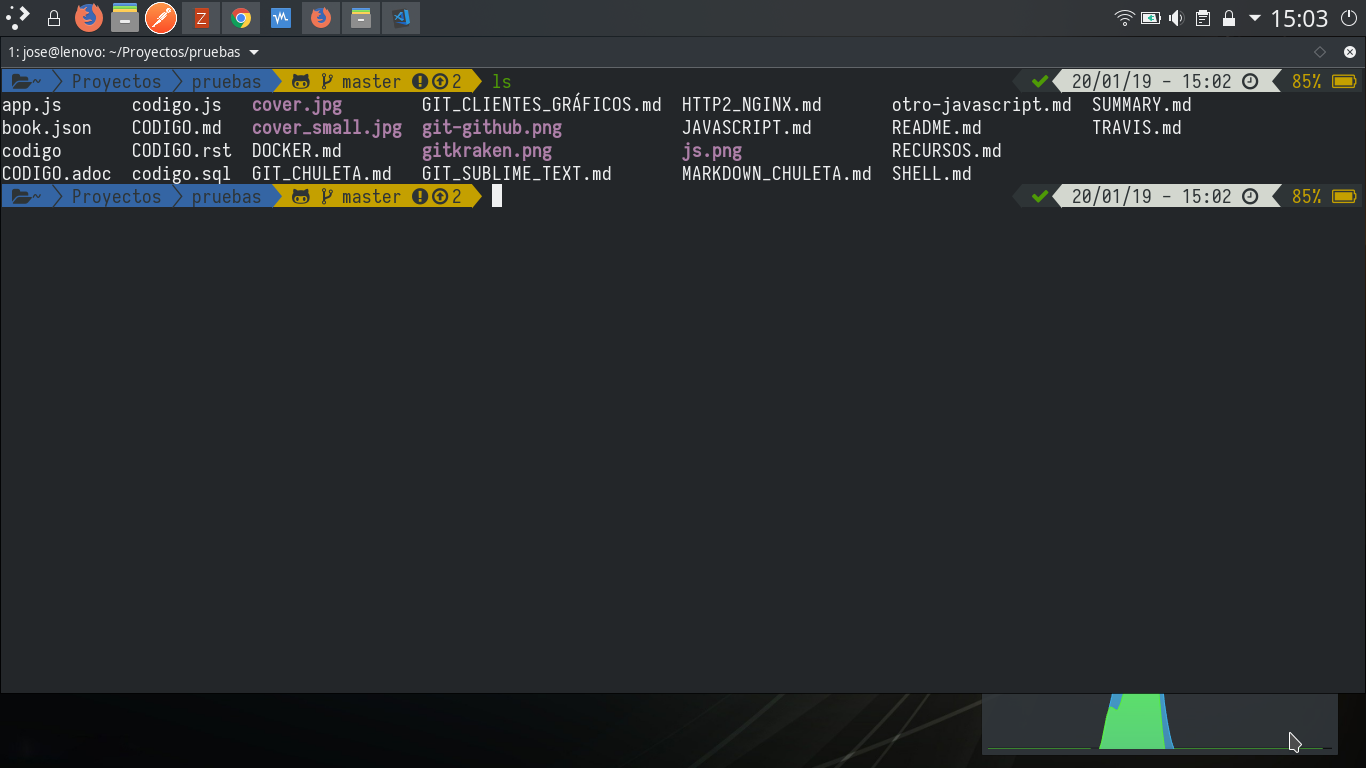 15:03
1: jose@lenovo: ~/Proyectos/pruebas
~ Proyectos pruebas master 2 ls 20/01/19 - 15:02 85%
app.js codigo.js cover.jpg GIT_CLIENTES_GRÁFICOS.md HTTP2_NGINX.md otro-javascript.md SUMMARY.md
book.json CODIGO.md cover_small.jpg git-github.png JAVASCRIPT.md README.md TRAVIS.md
codigo CODIGO.rst DOCKER.md gitkraken.png js.png RECURSOS.md
CODIGO.adoc codigo.sql GIT_CHULETA.md GIT_SUBLIME_TEXT.md MARKDOWN_CHULETA.md SHELL.md
~ Proyectos pruebas master 2 20/01/19 - 15:02 85%